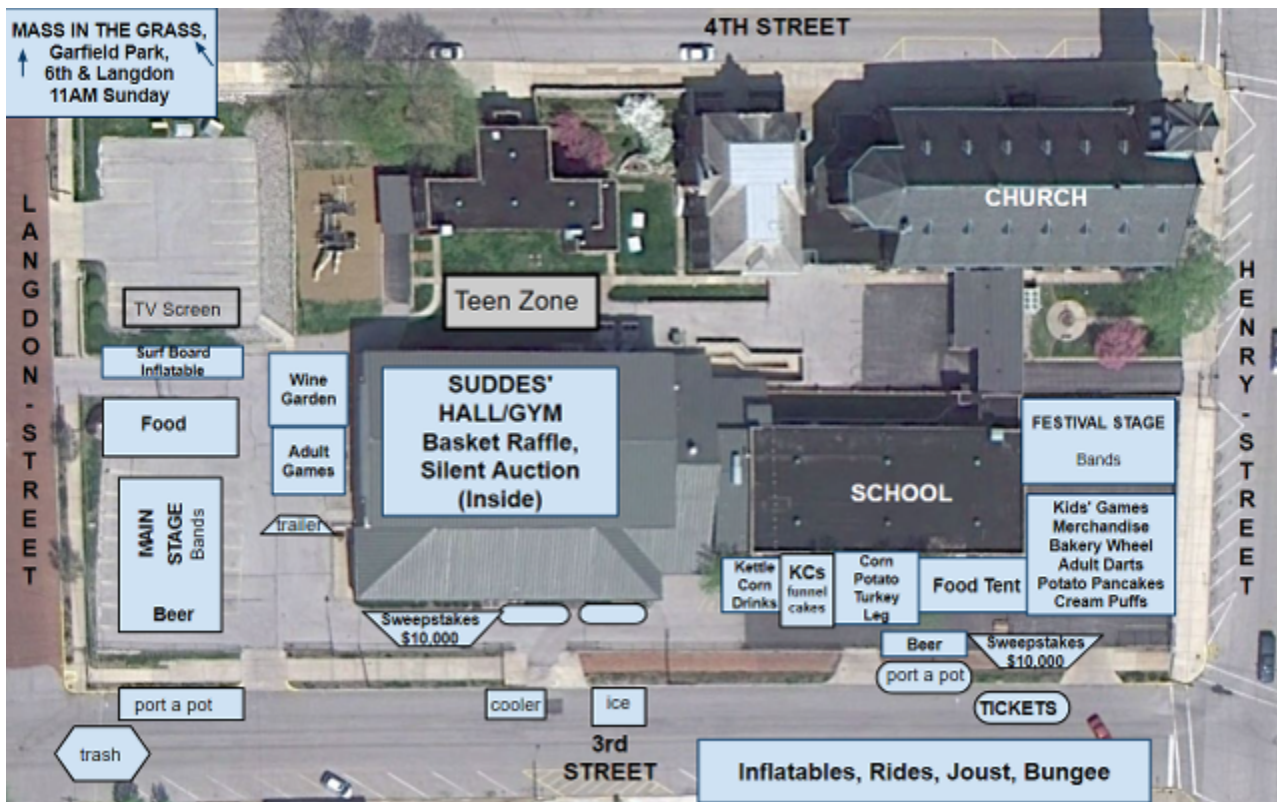 MASS IN THE GRASS,
Garfield Park,
6th & Langdon
11AM Sunday
4TH STREET
CHURCH
LANGDON - STREET
HENRY - STREET
TV Screen
Teen Zone
Surf Board
Inflatable
Wine
Garden
Food
Adult
Games
SUDDES'
HALL/GYM
Basket Raffle,
Silent Auction
(Inside)
FESTIVAL STAGE
Bands
SCHOOL
MAIN
STAGE
Bands
Beer
trailer
Kids' Games
Merchandise
Bakery Wheel
Adult Darts
Potato Pancakes
Cream Puffs
Kettle
Corn
Drinks
KCs
funnel
cakes
Corn
Potato
Turkey
Leg
Food Tent
Sweepstakes
$10,000
Beer
Sweepstakes
$10,000
port a pot
port a pot
cooler
ice
TICKETS
trash
3rd
STREET
Inflatables, Rides, Joust, Bungee